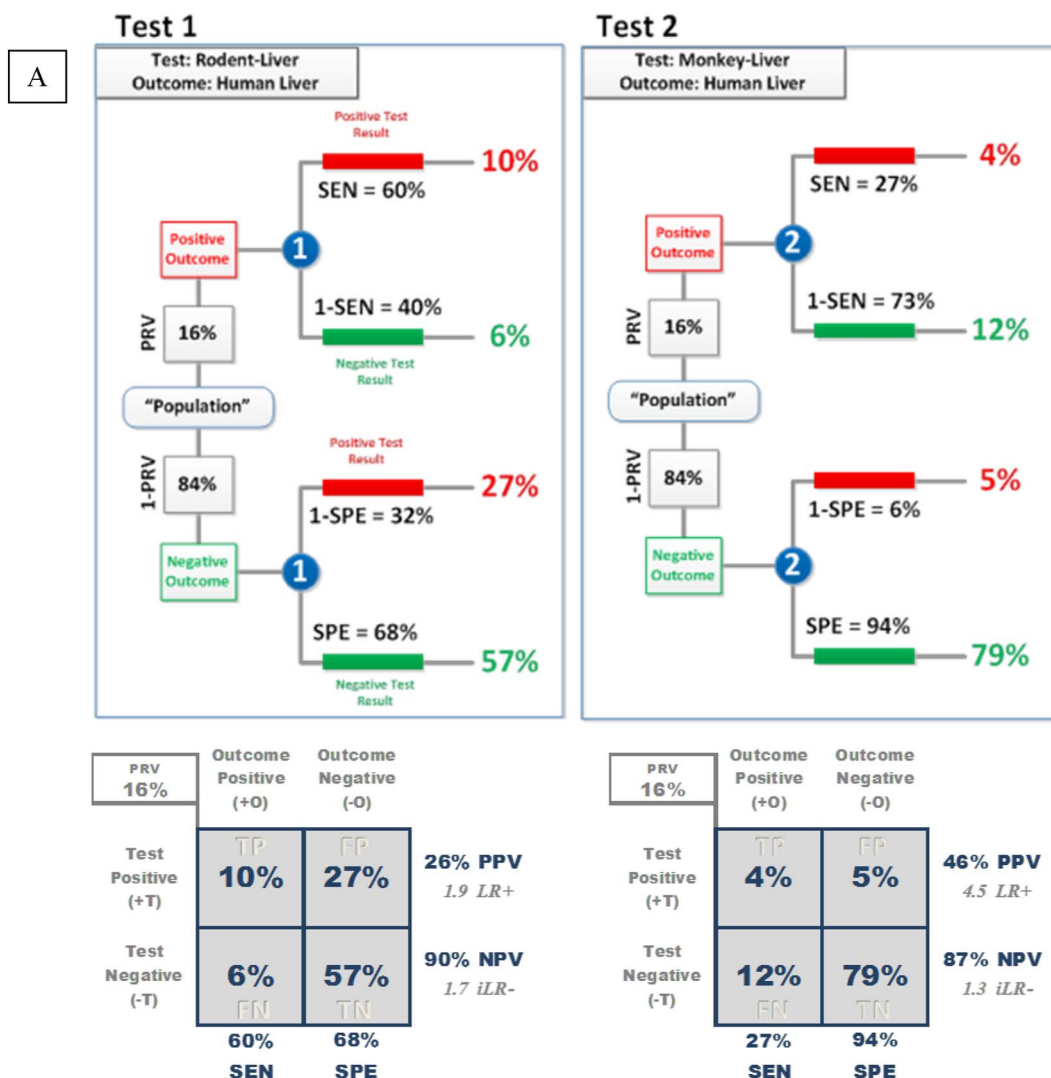 A
Test 1
Test: Rodent-Liver
Outcome: Human Liver
Positive Test
Result
10%
SEN = 60%
Positive
Outcome
1
1-SEN = 40%
6%
Negative Test
Result
PRV
16%
"Population"
1-PRV
84%
Positive Test
Result
27%
1-SPE = 32%
Negative
Outcome
1
SPE = 68%
57%
Negative Test
Result
Test 2
Test: Monkey-Liver
Outcome: Human Liver
4%
SEN = 27%
Positive
Outcome
2
1-SEN = 73%
12%
PRV
16%
"Population"
1-PRV
84%
5%
1-SPE = 6%
Negative
Outcome
2
SPE = 94%
79%
PRV
16%
Outcome
Positive
(+O)
Outcome
Negative
(-O)
Test
Positive
(+T)
TP
10%
FP
27%
26% PPV
1.9 LR+
Test
Negative
(-T)
6%
FN
57%
TN
90% NPV
1.7 iLR-
60%
SEN
68%
SPE
PRV
16%
Outcome
Positive
(+O)
Outcome
Negative
(-O)
Test
Positive
(+T)
TP
4%
FP
5%
46% PPV
4.5 LR+
Test
Negative
(-T)
12%
FN
79%
TN
87% NPV
1.3 iLR-
27%
SEN
94%
SPE